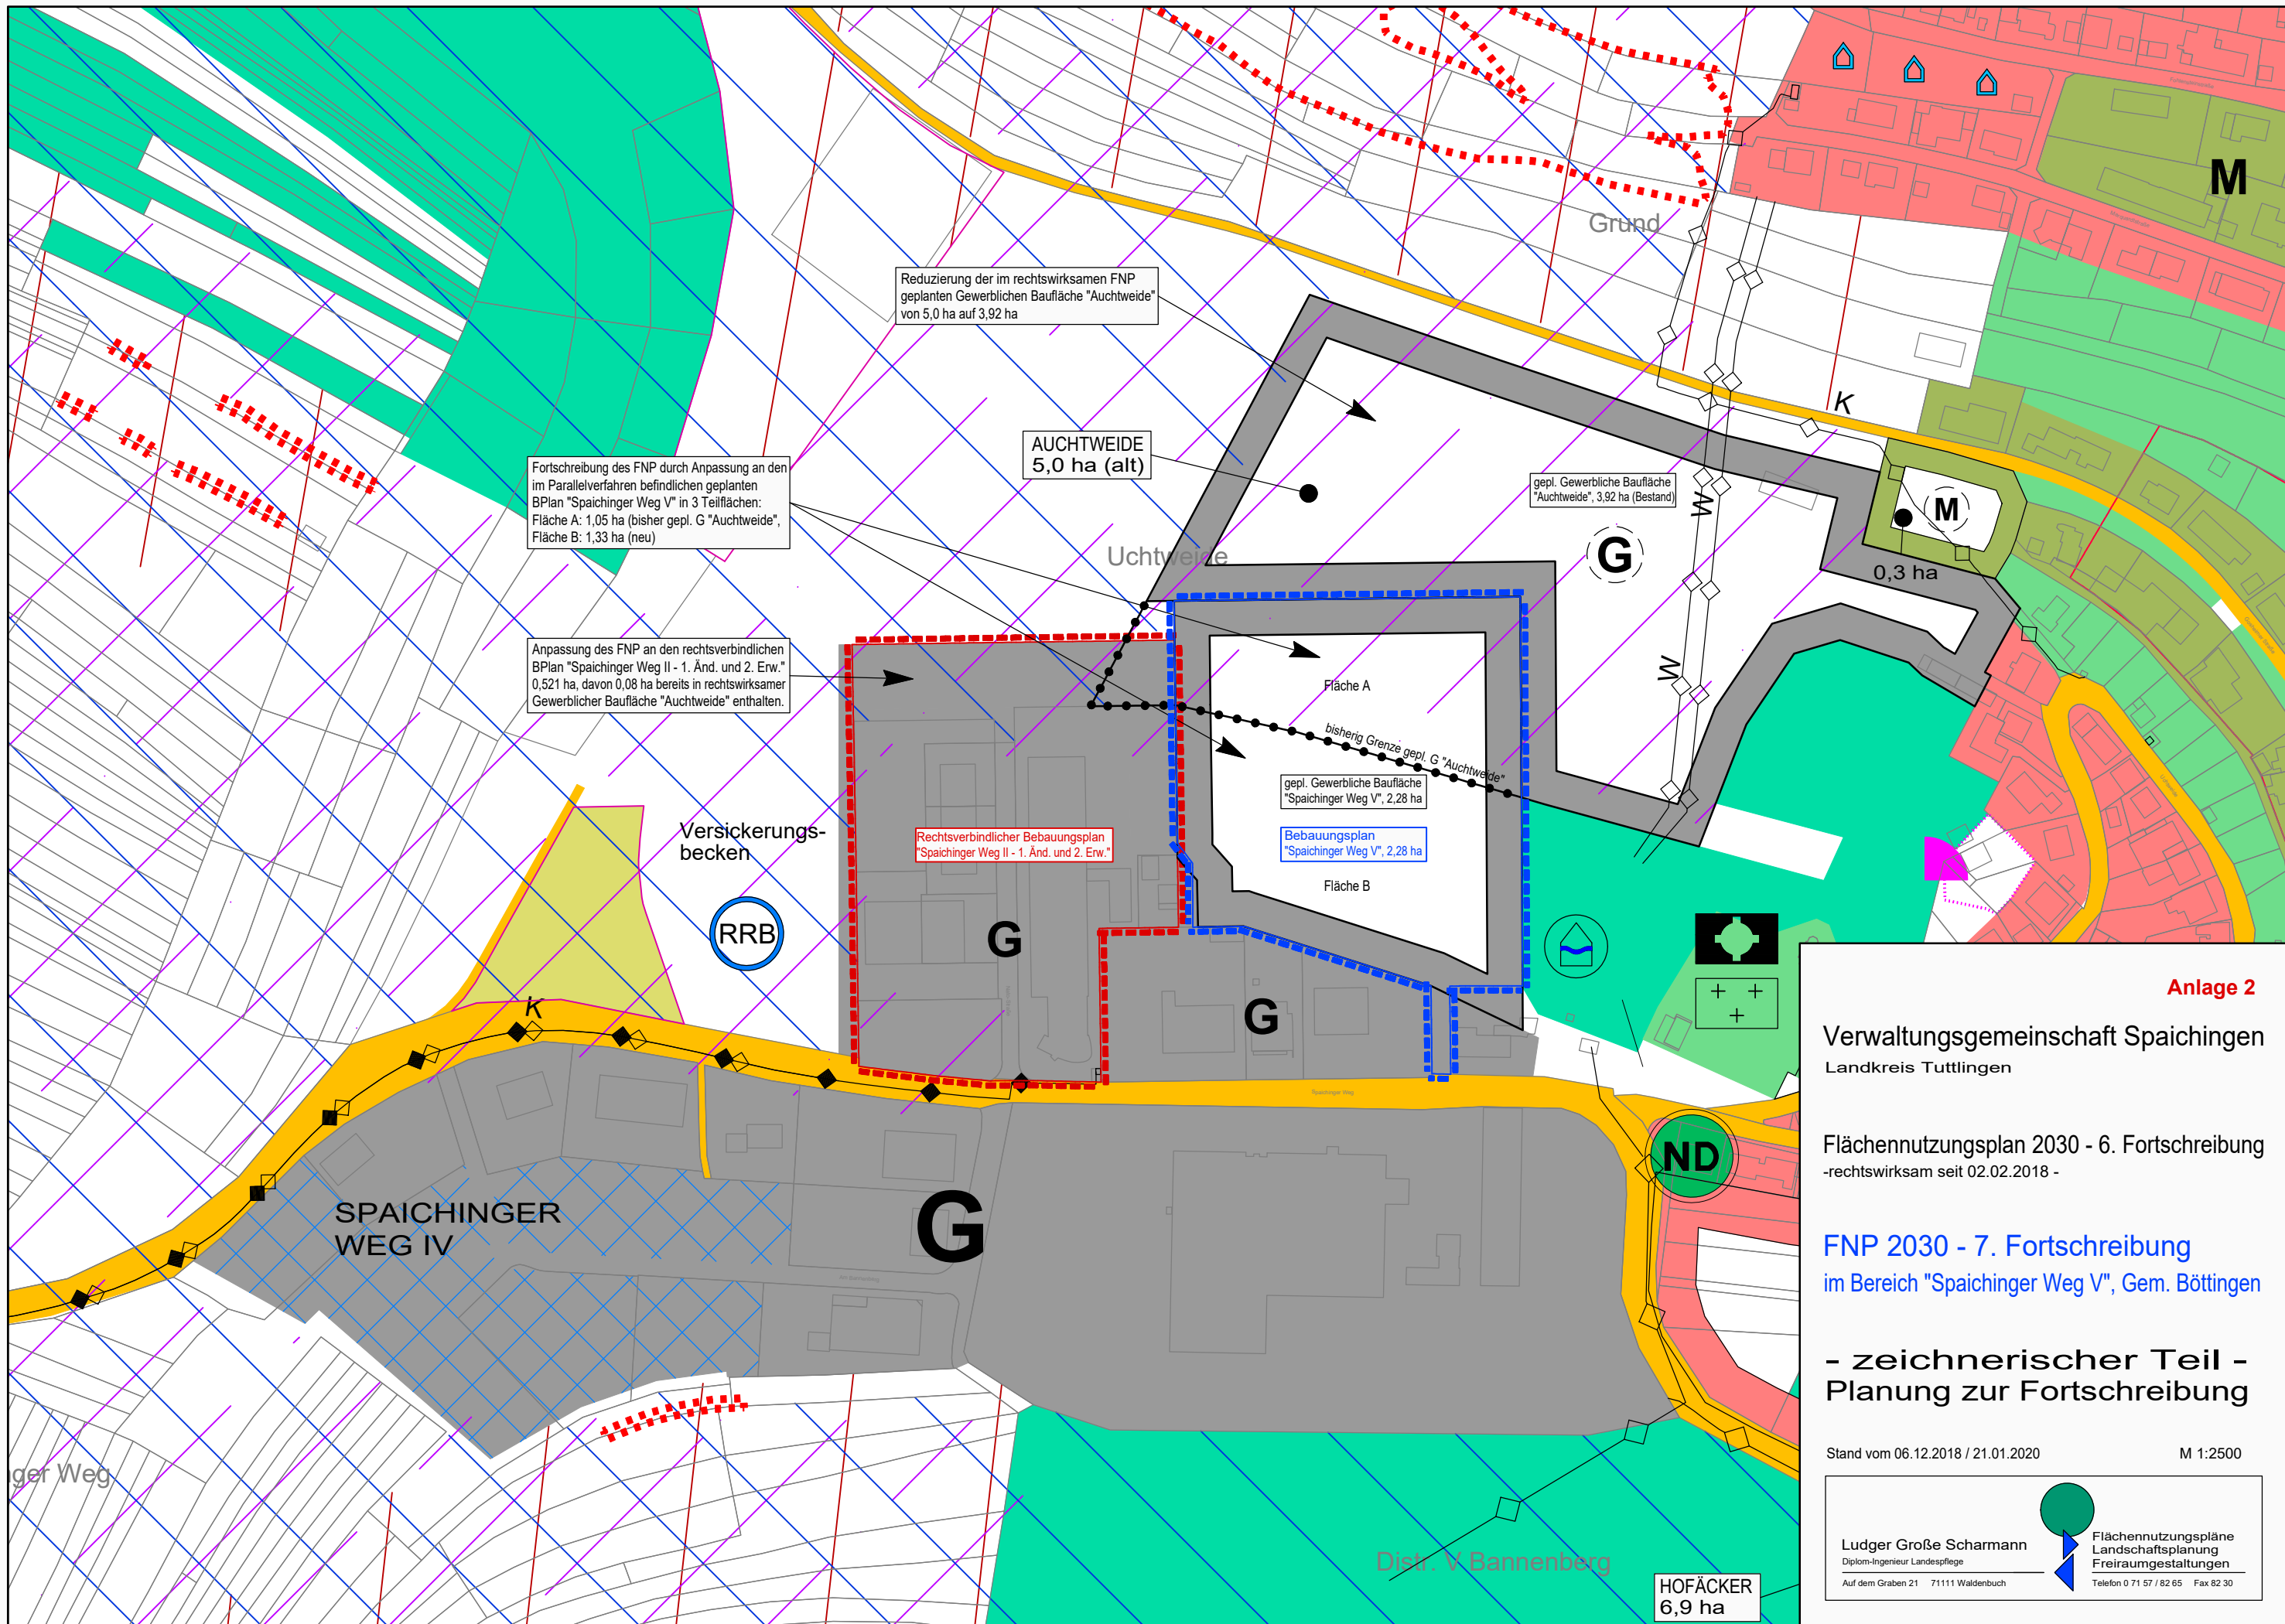 M
Grund
Reduzierung der im rechtswirksamen FNP
geplanten Gewerblichen Baufläche "Auchtweide"
von 5,0 ha auf 3,92 ha
K
AUCHTWEIDE
5,0 ha (alt)
Fortschreibung des FNP durch Anpassung an den
im Parallelverfahren befindlichen geplanten
BPlan "Spaichinger Weg V" in 3 Teilflächen:
Fläche A: 1,05 ha (bisher gepl. G "Auchtweide",
Fläche B: 1,33 ha (neu)
gepl. Gewerbliche Baufläche
"Auchtweide", 3,92 ha (Bestand)
W
M
G
Uchtweide
0,3 ha
Anpassung des FNP an den rechtsverbindlichen
BPlan "Spaichinger Weg II - 1. Änd. und 2. Erw."
0,521 ha, davon 0,08 ha bereits in rechtswirksamer
Gewerblicher Baufläche "Auchtweide" enthalten.
W
Fläche A
bisherig Grenze gepl. G "Auchtweide"
gepl. Gewerbliche Baufläche
"Spaichinger Weg V", 2,28 ha
Versickerungs-
becken
Rechtsverbindlicher Bebauungsplan
"Spaichinger Weg II - 1. Änd. und 2. Erw."
Bebauungsplan
"Spaichinger Weg V", 2,28 ha
Fläche B
RRB
G
G
K
Spaichinger Weg
ND
SPAICHINGER
WEG IV
G
nger Weg
Distr. V Bannenberg
HOFÄCKER
6,9 ha
Anlage 2
Verwaltungsgemeinschaft Spaichingen
Landkreis Tuttlingen
Flächennutzungsplan 2030 - 6. Fortschreibung
-rechtswirksam seit 02.02.2018 -
FNP 2030 - 7. Fortschreibung
im Bereich "Spaichinger Weg V", Gem. Böttingen
- zeichnerischer Teil -
Planung zur Fortschreibung
Stand vom 06.12.2018 / 21.01.2020 M 1:2500
Ludger Große Scharmann
Diplom-Ingenieur Landespflege
Auf dem Graben 21 71111 Waldenbuch
Flächennutzungspläne
Landschaftsplanung
Freiraumgestaltungen
Telefon 0 71 57 / 82 65 Fax 82 30